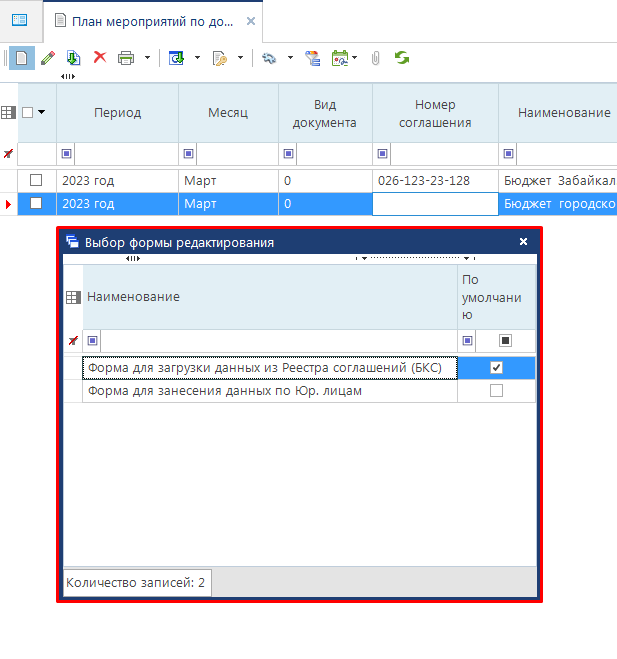 План мероприятий по до...
Период
Месяц
Вид
документа
Номер
соглашения
Наименование
2023 год
Март
0
026-123-23-128
Бюджет Забайкал
2023 год
Март
0
Бюджет городско
Выбор формы редактирования
Наименование
По
умолчани
ю
Форма для загрузки данных из Реестра соглашений (БКС)
Форма для занесения данных по Юр. лицам
Количество записей: 2